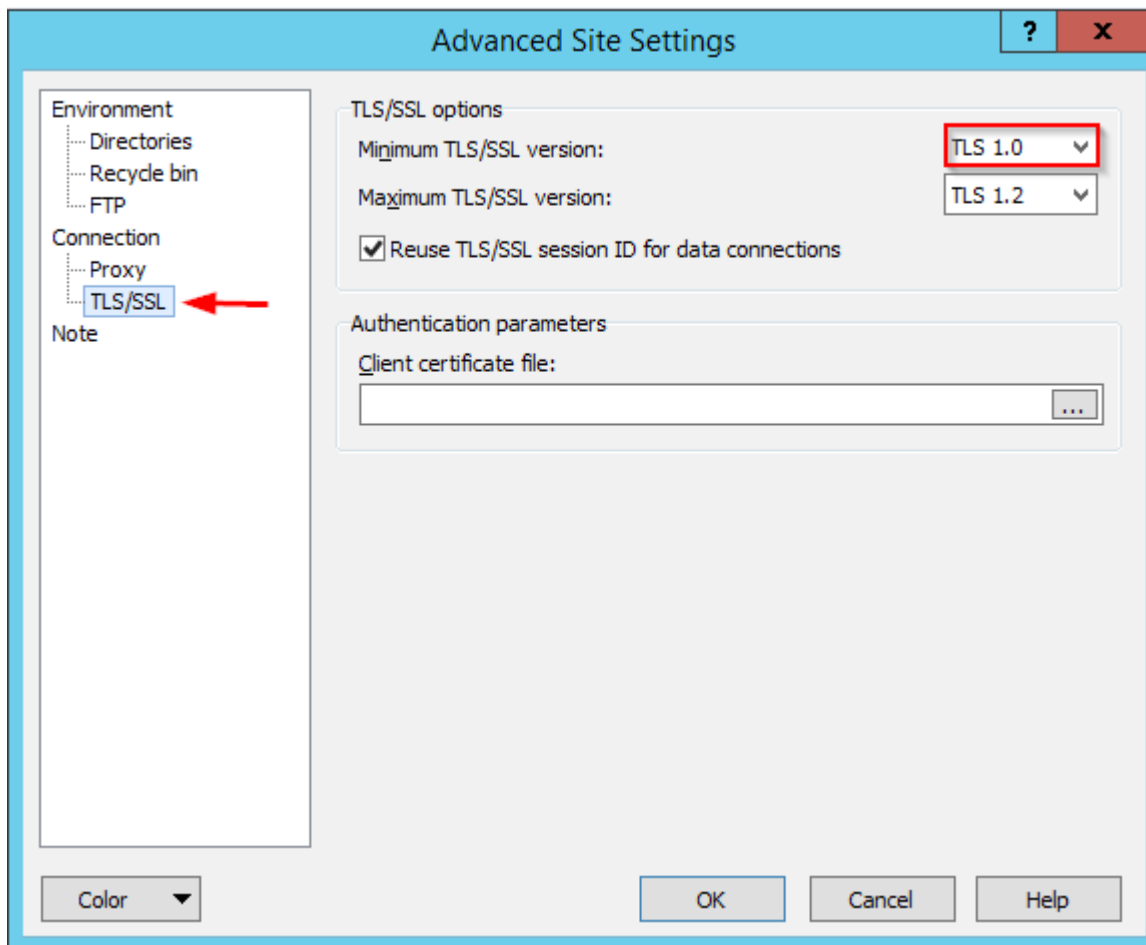 Advanced Site Settings
?
x
Environment
Directories
Recycle bin
FTP
Connection
Proxy
TLS/SSL
Note
TLS/SSL options
Minimum TLS/SSL version:
TLS 1.0
Maximum TLS/SSL version:
TLS 1.2
Reuse TLS/SSL session ID for data connections
Authentication parameters
Client certificate file:
...
Color
OK
Cancel
Help